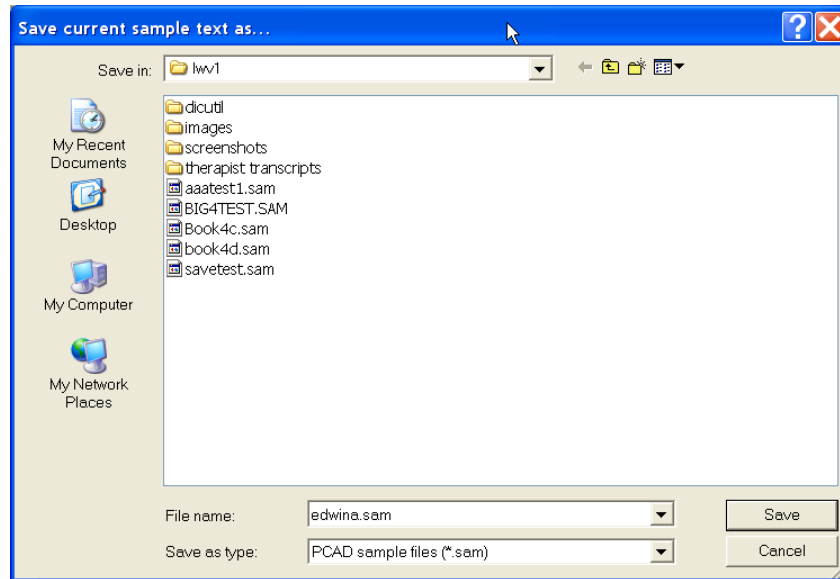 Save current sample text as...
Save in: lwv1
dicutil
images
screenshots
therapist transcripts
aaatest1.sam
BIG4TEST.SAM
Book4c.sam
book4d.sam
savetest.sam
My Recent
Documents
Desktop
My Computer
My Network
Places
File name: edwina.sam Save
Save as type: PCAD sample files (*.sam) Cancel